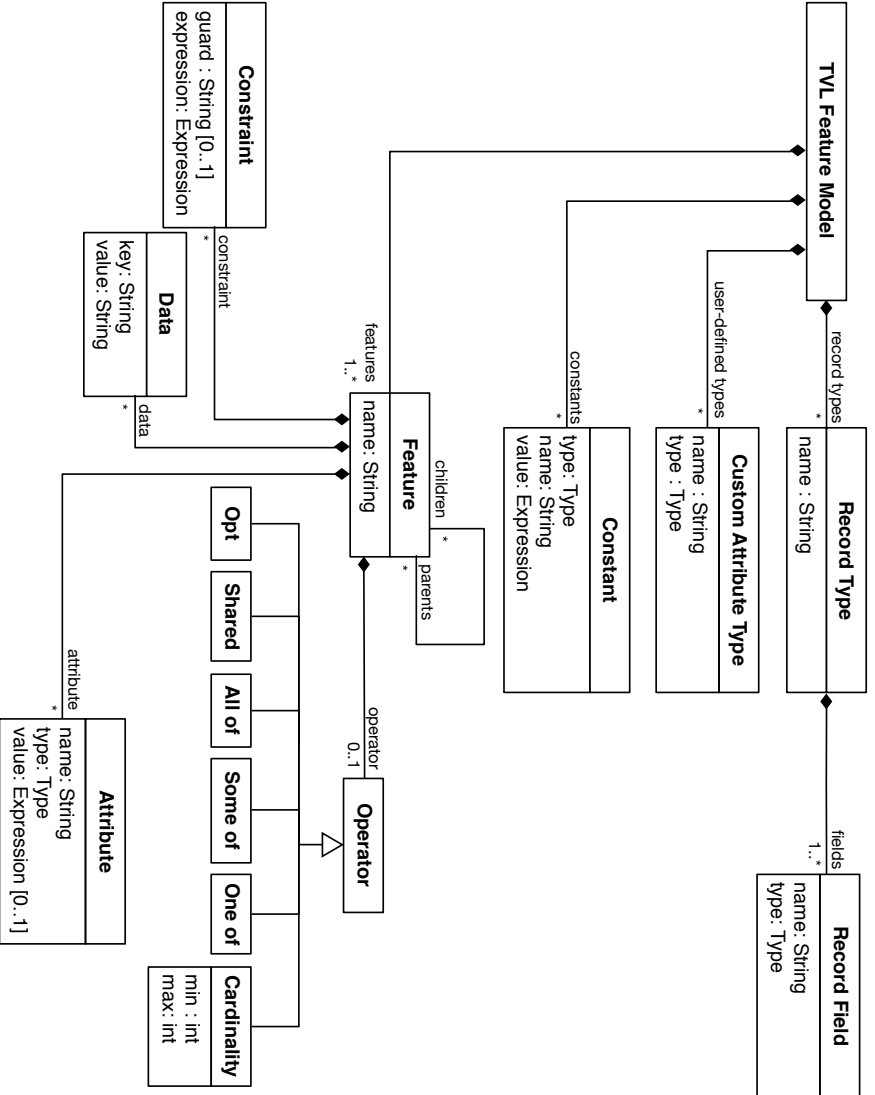 TVL Feature Model
record types
*
Record Type
name : String
fields
1..*
Record Field
name: String
type: Type
user-defined types
*
Custom Attribute Type
name : String
type : Type
constants
*
Constant
type: Type
name: String
value: Expression
features
1..*
Feature
name: String
children
*
parents
*
operator
0..1
Operator
Opt
Shared
All of
Some of
One of
Cardinality
min : int
max: int
constraint
*
Constraint
guard : String [0..1]
expression: Expression
data
*
Data
key: String
value: String
attribute
*
Attribute
name: String
type: Type
value: Expression [0..1]